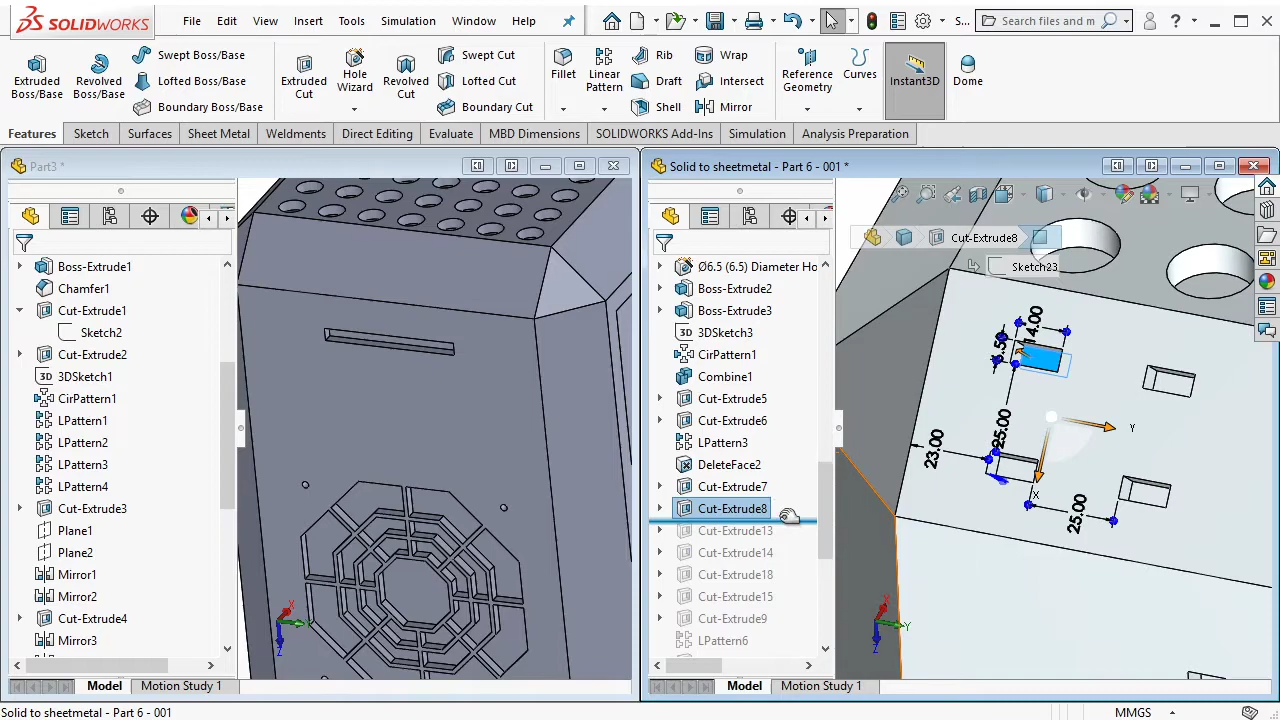 SOLIDWORKS File Edit View Insert Tools Simulation Window Help S... Search files and m ?
Extruded Boss/Base
Revolved Boss/Base
Swept Boss/Base
Lofted Boss/Base
Boundary Boss/Base
Extruded Cut
Hole Wizard
Revolved Cut
Swept Cut
Lofted Cut
Boundary Cut
Fillet
Linear Pattern
Rib
Draft
Shell
Wrap
Intersect
Mirror
Reference Geometry
Curves
Instant3D
Dome
Features Sketch Surfaces Sheet Metal Weldments Direct Editing Evaluate MBD Dimensions SOLIDWORKS Add-Ins Simulation Analysis Preparation
Part3 *
Boss-Extrude1
Chamfer1
Cut-Extrude1
Sketch2
Cut-Extrude2
3D 3DSketch1
CirPattern1
LPattern1
LPattern2
LPattern3
LPattern4
Cut-Extrude3
Plane1
Plane2
Mirror1
Mirror2
Cut-Extrude4
Mirror3
X
Y
Z
Model Motion Study 1
Solid to sheetmetal - Part 6 - 001 *
Ø6.5 (6.5) Diameter Ho
Boss-Extrude2
Boss-Extrude3
3D 3DSketch3
CirPattern1
Combine1
Cut-Extrude5
Cut-Extrude6
LPattern3
DeleteFace2
Cut-Extrude7
Cut-Extrude8
Cut-Extrude13
Cut-Extrude14
Cut-Extrude18
Cut-Extrude15
Cut-Extrude9
LPattern6
Cut-Extrude8
Sketch23
14.00
25.00
23.00
25.00
Y
X
X
Y
Z
Model Motion Study 1
Solid to sheetmetal - Part 6 - 001
MMGS